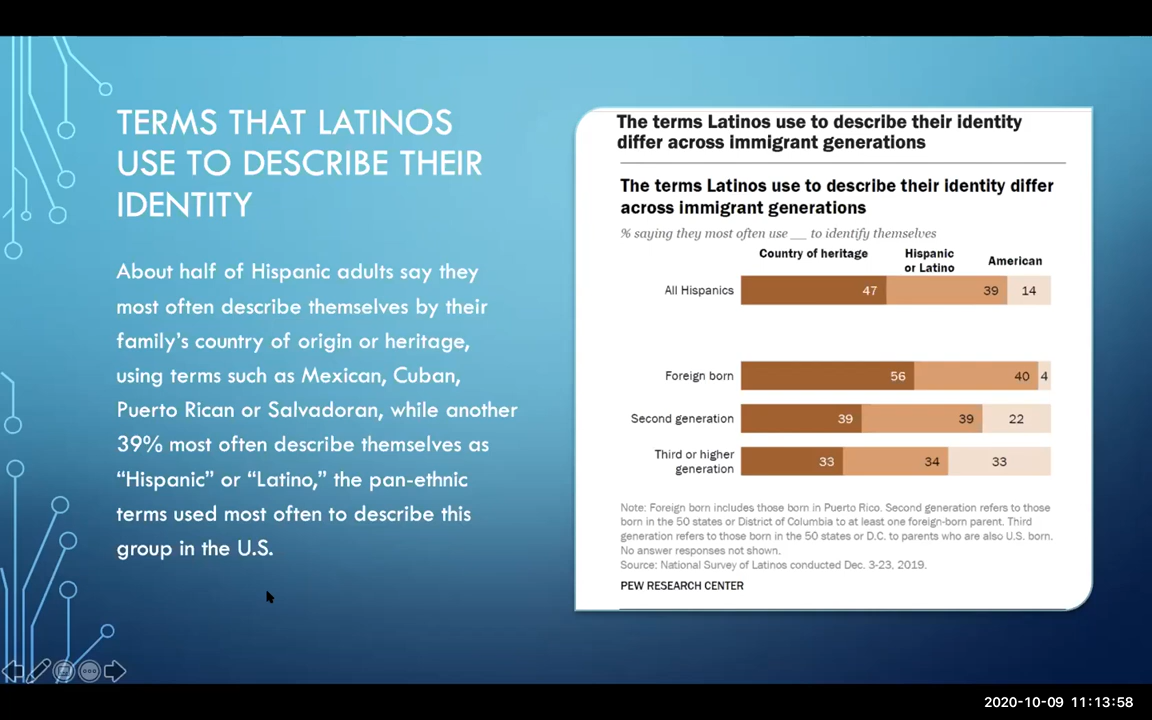 TERMS THAT LATINOS
USE TO DESCRIBE THEIR
IDENTITY
About half of Hispanic adults say they
most often describe themselves by their
family's country of origin or heritage,
using terms such as Mexican, Cuban,
Puerto Rican or Salvadoran, while another
39% most often describe themselves as
"Hispanic" or "Latino," the pan-ethnic
terms used most often to describe this
group in the U.S.
The terms Latinos use to describe their identity
differ across immigrant generations
The terms Latinos use to describe their identity differ
across immigrant generations
% saying they most often use __ to identify themselves
Country of heritage
Hispanic
or Latino
American
All Hispanics 47 39 14
Foreign born 56 40 4
Second generation 39 39 22
Third or higher
generation 33 34 33
Note: Foreign born includes those born in Puerto Rico. Second generation refers to those
born in the 50 states or District of Columbia to at least one foreign-born parent. Third
generation refers to those born in the 50 states or D.C. to parents who are also U.S. born.
No answer responses not shown.
Source: National Survey of Latinos conducted Dec. 3-23, 2019.
PEW RESEARCH CENTER
2020-10-09 11:13:58